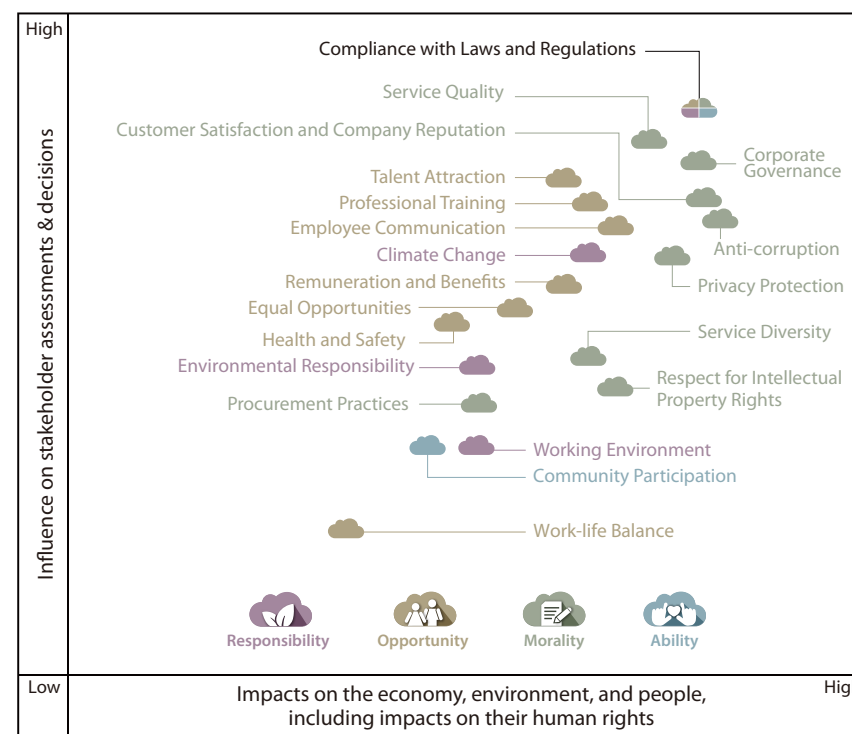 High
Influence on stakeholder assessments & decisions
Compliance with Laws and Regulations
Service Quality
Customer Satisfaction and Company Reputation
Corporate
Governance
Talent Attraction
Professional Training
Employee Communication
Anti-corruption
Climate Change
Remuneration and Benefits
Privacy Protection
Equal Opportunities
Health and Safety
Service Diversity
Environmental Responsibility
Respect for Intellectual
Property Rights
Procurement Practices
Working Environment
Community Participation
Work-life Balance
Responsibility
Opportunity
Morality
Ability
Low
Impacts on the economy, environment, and people,
including impacts on their human rights
Hig